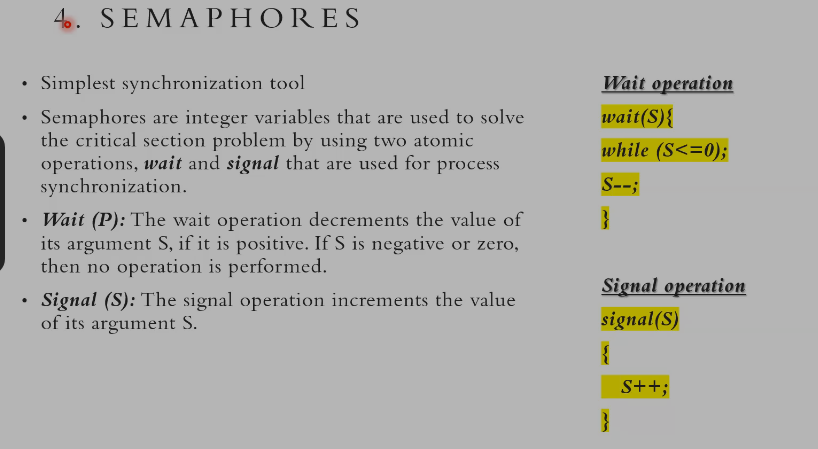 4. SEMAPHORES
• Simplest synchronization tool
• Semaphores are integer variables that are used to solve
the critical section problem by using two atomic
operations, wait and signal that are used for process
synchronization.
• Wait (P): The wait operation decrements the value of
its argument S, if it is positive. If S is negative or zero,
then no operation is performed.
• Signal (S): The signal operation increments the value
of its argument S.
Wait operation
wait(S){
while (S<=0);
S--;
}
Signal operation
signal(S)
{
S++;
}